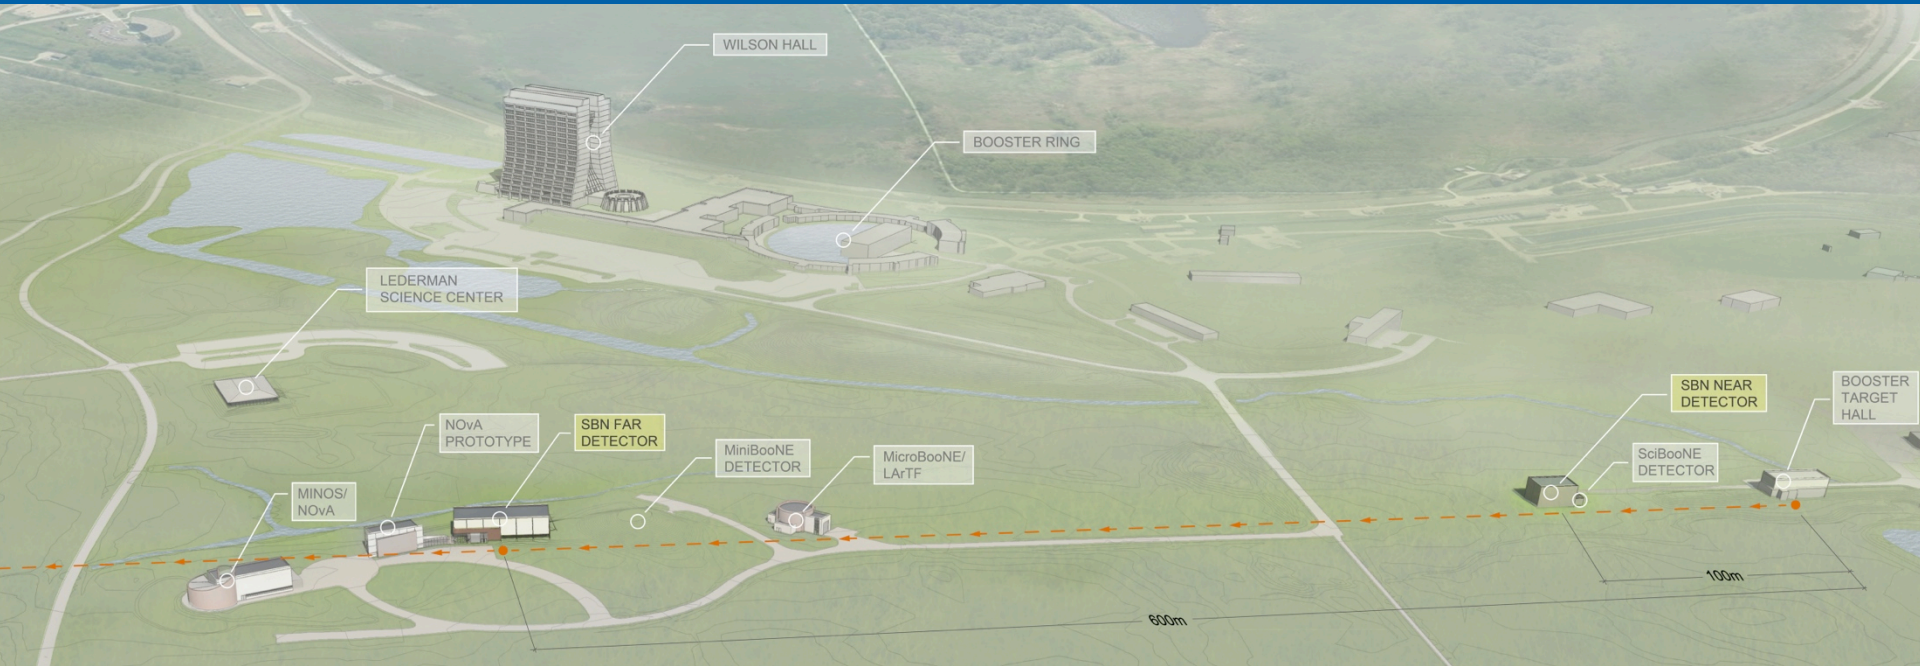 WILSON HALL
BOOSTER RING
LEDERMAN
SCIENCE CENTER
SBN NEAR
DETECTOR
BOOSTER
TARGET
HALL
NOvA
PROTOTYPE
SBN FAR
DETECTOR
MiniBooNE
DETECTOR
MicroBooNE/
LArTF
SciBooNE
DETECTOR
MINOS/
NOvA
100m
600m